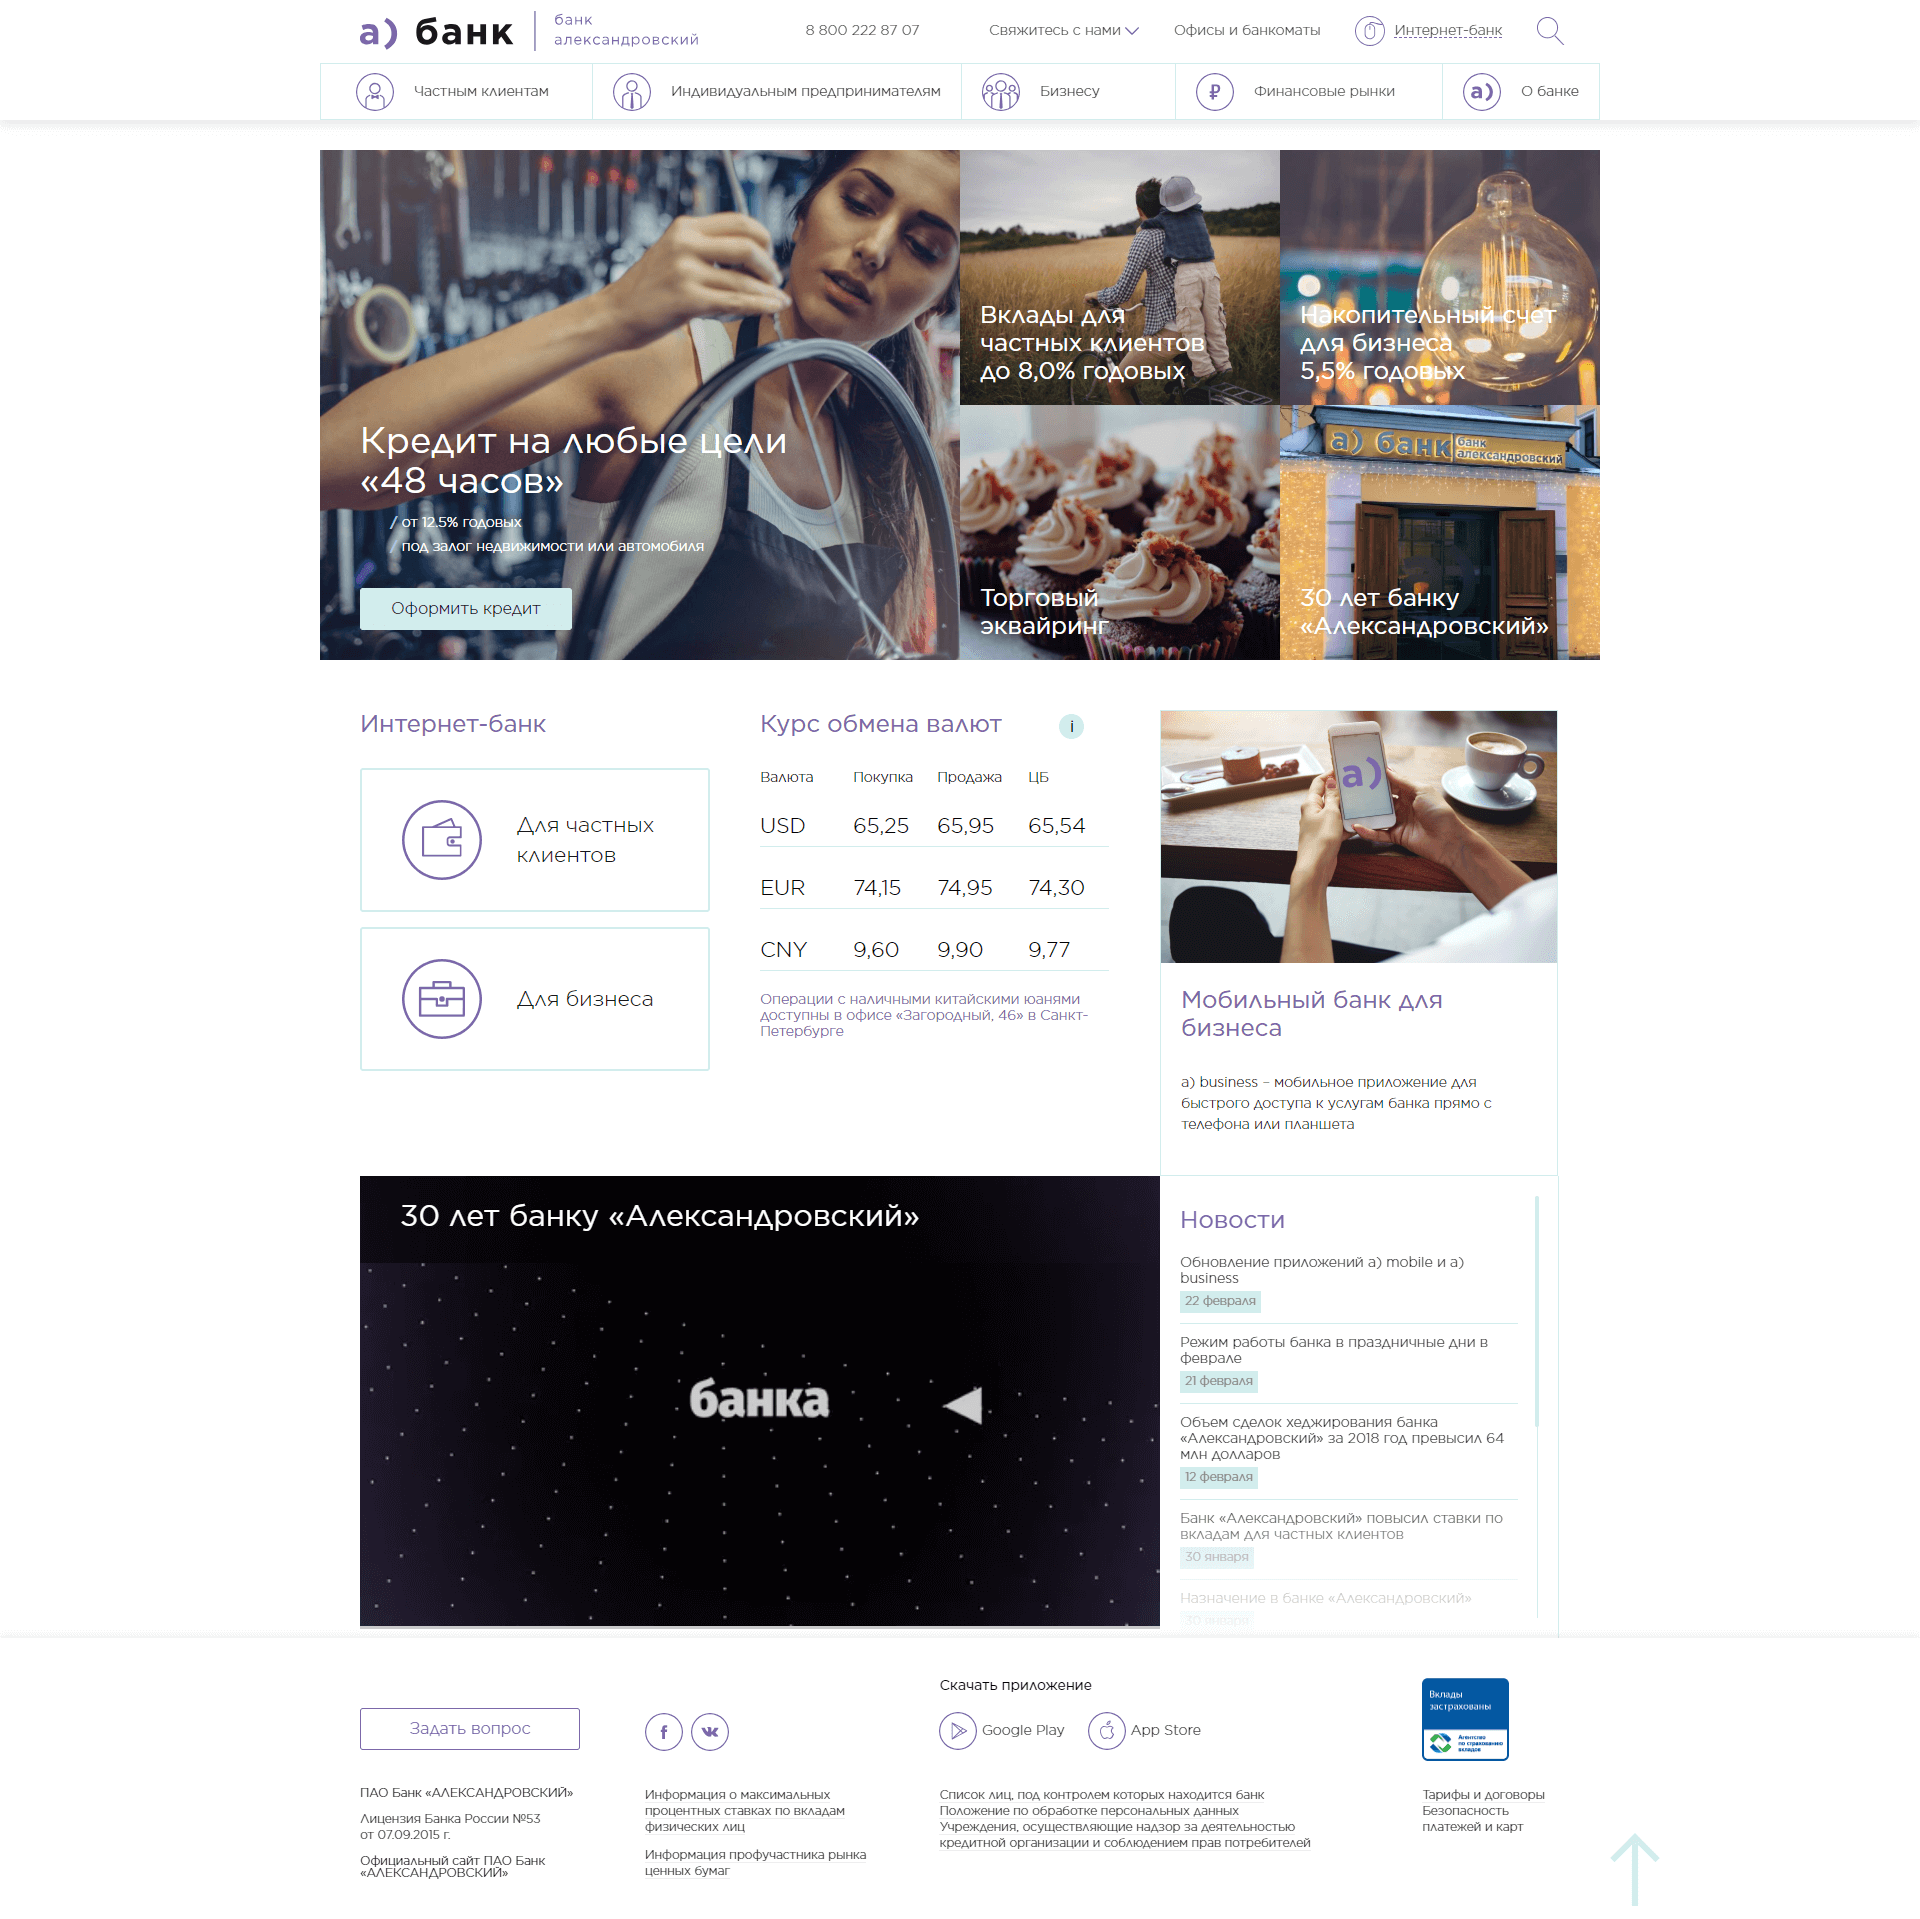 а) банк
банк
александровский
8 800 222 87 07
Свяжитесь с нами
Офисы и банкоматы
Интернет-банк
Частным клиентам
Индивидуальным предпринимателям
Бизнесу
₽
Финансовые рынки
а)
О банке
Кредит на любые цели
«48 часов»
/ от 12.5% годовых
/ под залог недвижимости или автомобиля
Оформить кредит
Вклады для
частных клиентов
до 8,0% годовых
Накопительный счет
для бизнеса
5,5% годовых
Торговый
эквайринг
а) банк
банк
александровский
30 лет банку
«Александровский»
Интернет-банк
Для частных
клиентов
Для бизнеса
Курс обмена валют
i
Валюта Покупка Продажа ЦБ
USD 65,25 65,95 65,54
EUR 74,15 74,95 74,30
CNY 9,60 9,90 9,77
Операции с наличными китайскими юанями
доступны в офисе «Загородный, 46» в Санкт-
Петербурге
а)
Мобильный банк для
бизнеса
a) business – мобильное приложение для
быстрого доступа к услугам банка прямо с
телефона или планшета
30 лет банку «Александровский»
банка
Новости
Обновление приложений a) mobile и a)
business
22 февраля
Режим работы банка в праздничные дни в
феврале
21 февраля
Объем сделок хеджирования банка
«Александровский» за 2018 год превысил 64
млн долларов
12 февраля
Банк «Александровский» повысил ставки по
вкладам для частных клиентов
30 января
Назначение в банке «Александровский»
30 января
Задать вопрос
Скачать приложение
Google Play
App Store
Вклады
застрахованы
Агентство
по страхованию
вкладов
ПАО Банк «АЛЕКСАНДРОВСКИЙ»
Лицензия Банка России №53
от 07.09.2015 г.
Официальный сайт ПАО Банк
«АЛЕКСАНДРОВСКИЙ»
Информация о максимальных
процентных ставках по вкладам
физических лиц
Информация профучастника рынка
ценных бумаг
Список лиц, под контролем которых находится банк
Положение по обработке персональных данных
Учреждения, осуществляющие надзор за деятельностью
кредитной организации и соблюдением прав потребителей
Тарифы и договоры
Безопасность
платежей и карт